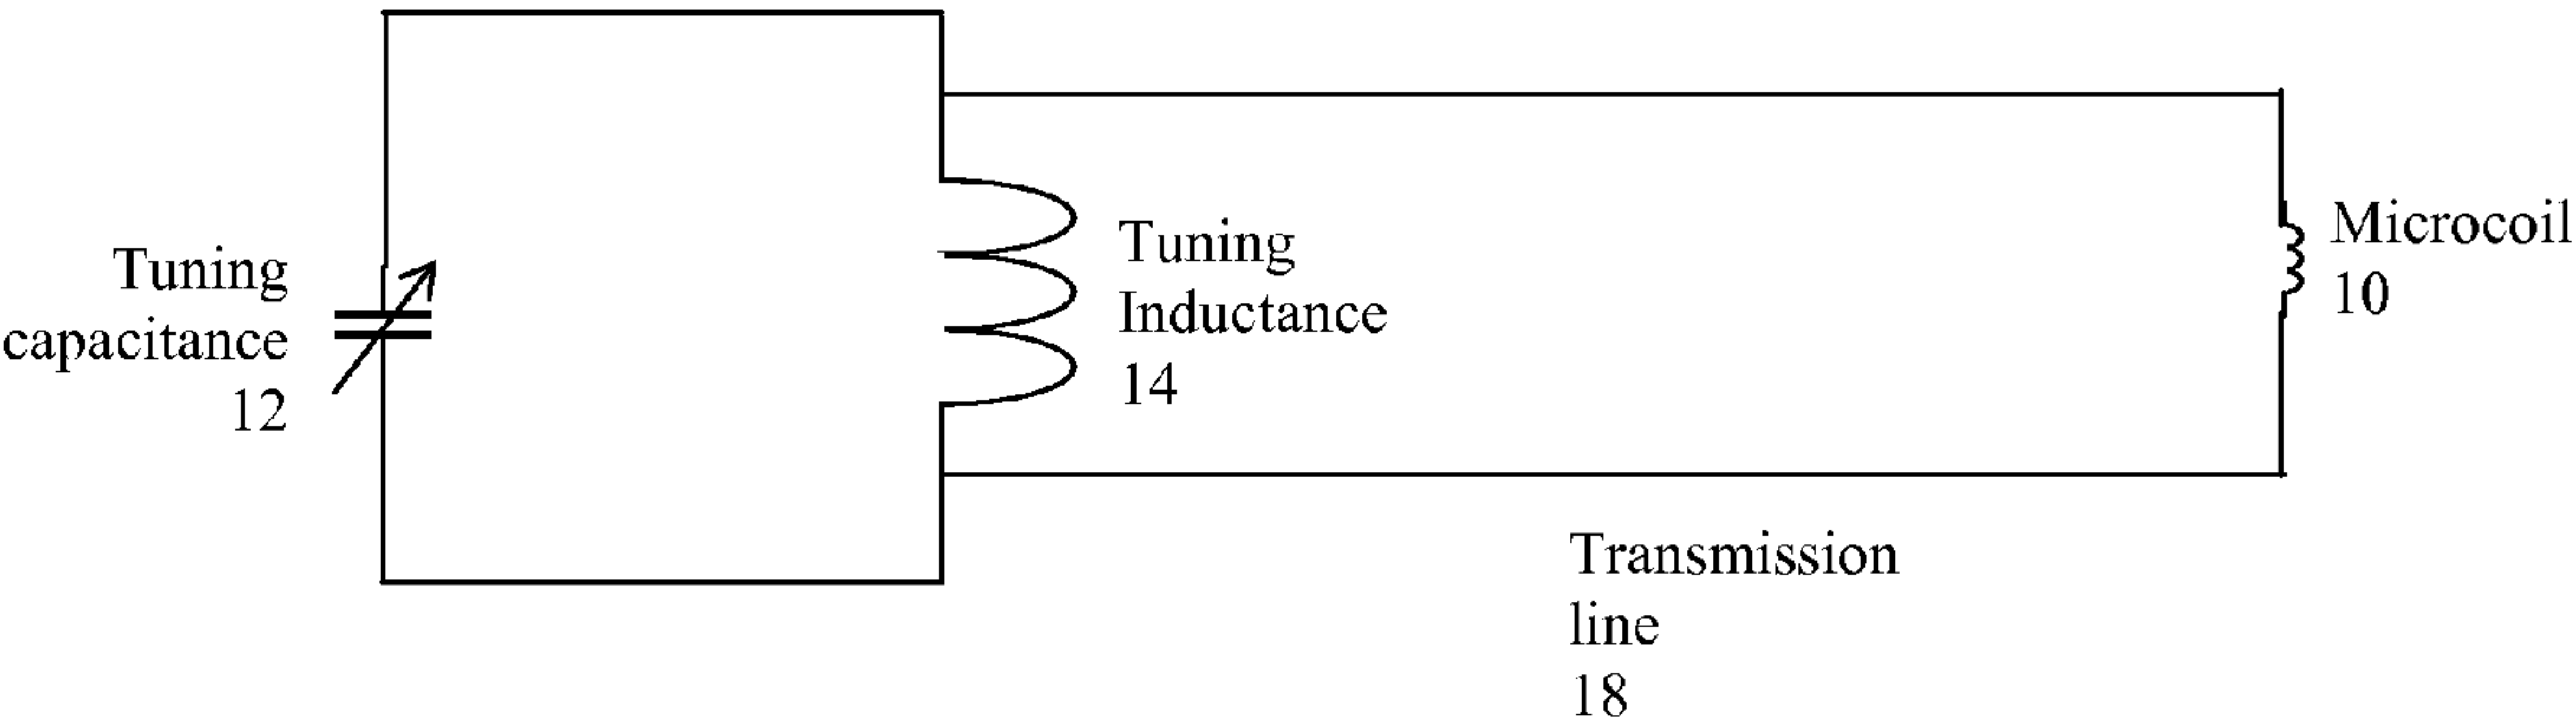 Tuning
capacitance
12
Tuning
Inductance
14
Microcoil
10
Transmission
line
18